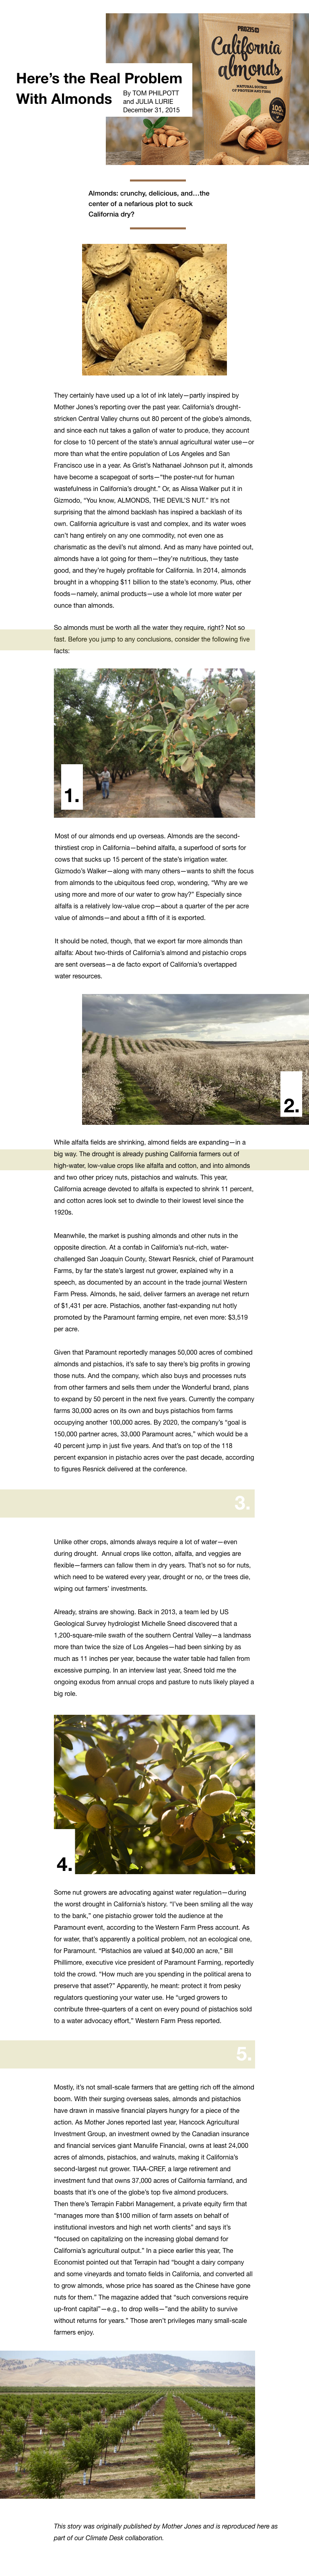 PROZIS
California
almonds
NATURAL SOURCE
OF PROTEIN AND FIBRE
100%
Here's the Real Problem
With Almonds
By TOM PHILPOTT
and JULIA LURIE
December 31, 2015
Almonds: crunchy, delicious, and…the
center of a nefarious plot to suck
California dry?
They certainly have used up a lot of ink lately—partly inspired by
Mother Jones's reporting over the past year. California's drought-
stricken Central Valley churns out 80 percent of the globe's almonds,
and since each nut takes a gallon of water to produce, they account
for close to 10 percent of the state's annual agricultural water use—or
more than what the entire population of Los Angeles and San
Francisco use in a year. As Grist's Nathanael Johnson put it, almonds
have become a scapegoat of sorts—"the poster-nut for human
wastefulness in California's drought." Or, as Alissa Walker put it in
Gizmodo, "You know, ALMONDS, THE DEVIL'S NUT." It's not
surprising that the almond backlash has inspired a backlash of its
own. California agriculture is vast and complex, and its water woes
can't hang entirely on any one commodity, not even one as
charismatic as the devil's nut almond. And as many have pointed out,
almonds have a lot going for them—they're nutritious, they taste
good, and they're hugely profitable for California. In 2014, almonds
brought in a whopping $11 billion to the state's economy. Plus, other
foods—namely, animal products—use a whole lot more water per
ounce than almonds.
So almonds must be worth all the water they require, right? Not so
fast. Before you jump to any conclusions, consider the following five
facts:
1.
Most of our almonds end up overseas. Almonds are the second-
thirstiest crop in California—behind alfalfa, a superfood of sorts for
cows that sucks up 15 percent of the state's irrigation water.
Gizmodo's Walker—along with many others—wants to shift the focus
from almonds to the ubiquitous feed crop, wondering, "Why are we
using more and more of our water to grow hay?" Especially since
alfalfa is a relatively low-value crop—about a quarter of the per acre
value of almonds—and about a fifth of it is exported.
It should be noted, though, that we export far more almonds than
alfalfa: About two-thirds of California's almond and pistachio crops
are sent overseas—a de facto export of California's overtapped
water resources.
2.
While alfalfa fields are shrinking, almond fields are expanding—in a
big way. The drought is already pushing California farmers out of
high-water, low-value crops like alfalfa and cotton, and into almonds
and two other pricey nuts, pistachios and walnuts. This year,
California acreage devoted to alfalfa is expected to shrink 11 percent,
and cotton acres look set to dwindle to their lowest level since the
1920s.
Meanwhile, the market is pushing almonds and other nuts in the
opposite direction. At a confab in California's nut-rich, water-
challenged San Joaquin County, Stewart Resnick, chief of Paramount
Farms, by far the state's largest nut grower, explained why in a
speech, as documented by an account in the trade journal Western
Farm Press. Almonds, he said, deliver farmers an average net return
of $1,431 per acre. Pistachios, another fast-expanding nut hotly
promoted by the Paramount farming empire, net even more: $3,519
per acre.
Given that Paramount reportedly manages 50,000 acres of combined
almonds and pistachios, it's safe to say there's big profits in growing
those nuts. And the company, which also buys and processes nuts
from other farmers and sells them under the Wonderful brand, plans
to expand by 50 percent in the next five years. Currently the company
farms 30,000 acres on its own and buys pistachios from farms
occupying another 100,000 acres. By 2020, the company's "goal is
150,000 partner acres, 33,000 Paramount acres," which would be a
40 percent jump in just five years. And that's on top of the 118
percent expansion in pistachio acres over the past decade, according
to figures Resnick delivered at the conference.
3.
Unlike other crops, almonds always require a lot of water—even
during drought. Annual crops like cotton, alfalfa, and veggies are
flexible—farmers can fallow them in dry years. That's not so for nuts,
which need to be watered every year, drought or no, or the trees die,
wiping out farmers' investments.
Already, strains are showing. Back in 2013, a team led by US
Geological Survey hydrologist Michelle Sneed discovered that a
1,200-square-mile swath of the southern Central Valley—a landmass
more than twice the size of Los Angeles—had been sinking by as
much as 11 inches per year, because the water table had fallen from
excessive pumping. In an interview last year, Sneed told me the
ongoing exodus from annual crops and pasture to nuts likely played a
big role.
4.
Some nut growers are advocating against water regulation—during
the worst drought in California's history. "I've been smiling all the way
to the bank," one pistachio grower told the audience at the
Paramount event, according to the Western Farm Press account. As
for water, that's apparently a political problem, not an ecological one,
for Paramount. "Pistachios are valued at $40,000 an acre," Bill
Phillimore, executive vice president of Paramount Farming, reportedly
told the crowd. "How much are you spending in the political arena to
preserve that asset?" Apparently, he meant: protect it from pesky
regulators questioning your water use. He "urged growers to
contribute three-quarters of a cent on every pound of pistachios sold
to a water advocacy effort," Western Farm Press reported.
5.
Mostly, it's not small-scale farmers that are getting rich off the almond
boom. With their surging overseas sales, almonds and pistachios
have drawn in massive financial players hungry for a piece of the
action. As Mother Jones reported last year, Hancock Agricultural
Investment Group, an investment owned by the Canadian insurance
and financial services giant Manulife Financial, owns at least 24,000
acres of almonds, pistachios, and walnuts, making it California's
second-largest nut grower. TIAA-CREF, a large retirement and
investment fund that owns 37,000 acres of California farmland, and
boasts that it's one of the globe's top five almond producers.
Then there's Terrapin Fabbri Management, a private equity firm that
"manages more than $100 million of farm assets on behalf of
institutional investors and high net worth clients" and says it's
"focused on capitalizing on the increasing global demand for
California's agricultural output." In a piece earlier this year, The
Economist pointed out that Terrapin had "bought a dairy company
and some vineyards and tomato fields in California, and converted all
to grow almonds, whose price has soared as the Chinese have gone
nuts for them." The magazine added that "such conversions require
up-front capital"—e.g., to drop wells—"and the ability to survive
without returns for years." Those aren't privileges many small-scale
farmers enjoy.
This story was originally published by Mother Jones and is reproduced here as
part of our Climate Desk collaboration.